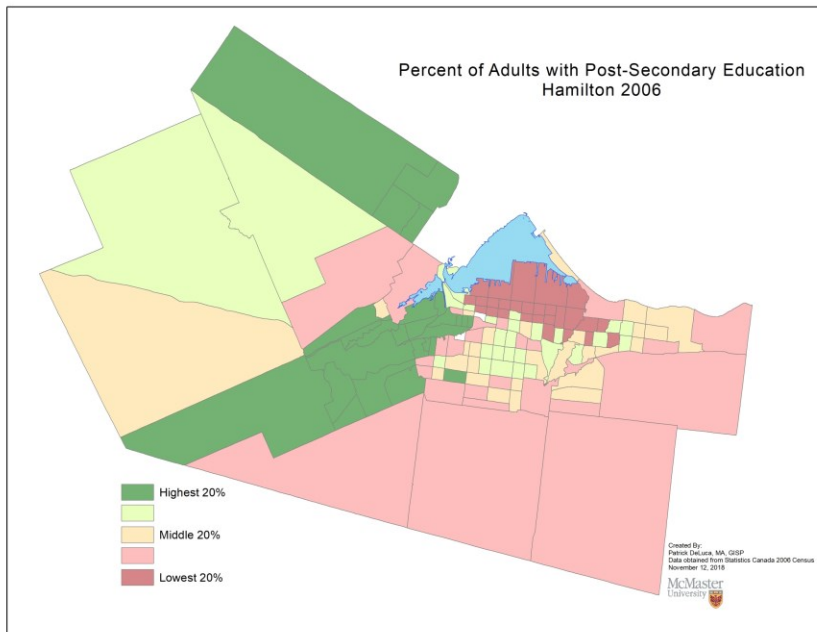 Percent of Adults with Post-Secondary Education
Hamilton 2006
Highest 20%
Middle 20%
Lowest 20%
Created By:
Patrick DeLuca, MA, GISP
Data obtained from Statistics Canada 2006 Census
November 12, 2018
McMaster
University